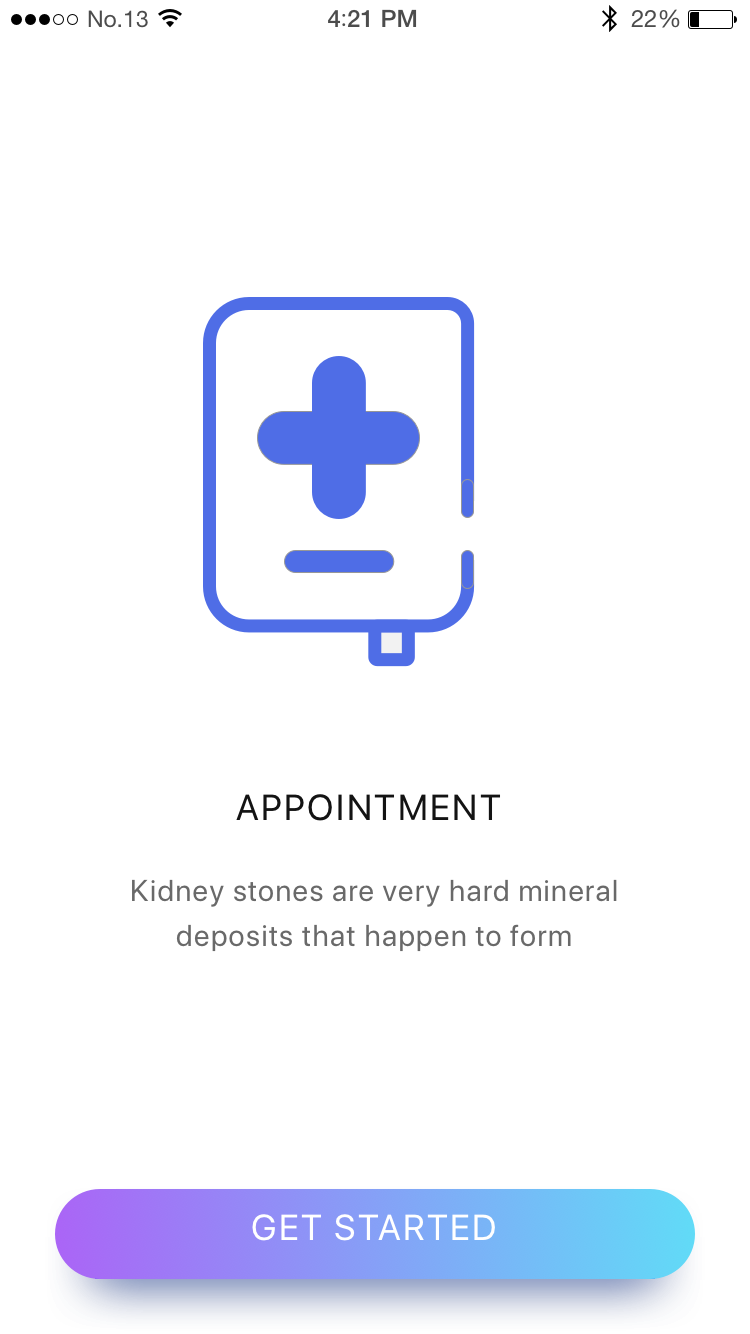 No.13 4:21 PM 22%
APPOINTMENT
Kidney stones are very hard mineral
deposits that happen to form
GET STARTED